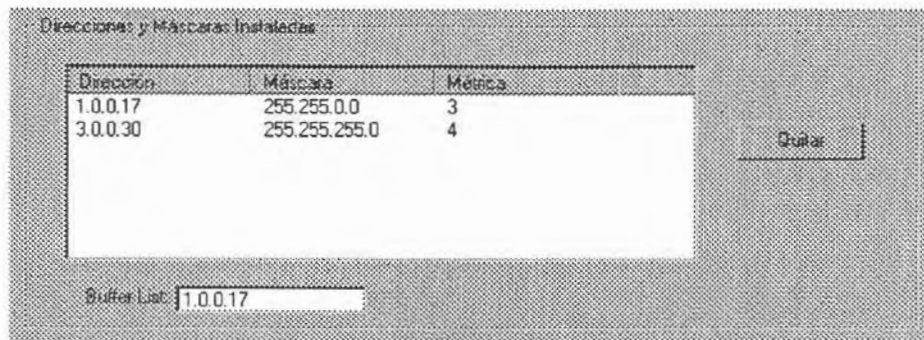 Direcciones y Máscaras Instaladas
Dirección Máscara Métrica
1.0.0.17 255.255.0.0 3
3.0.0.30 255.255.255.0 4
Quitar
Buffer List: 1.0.0.17